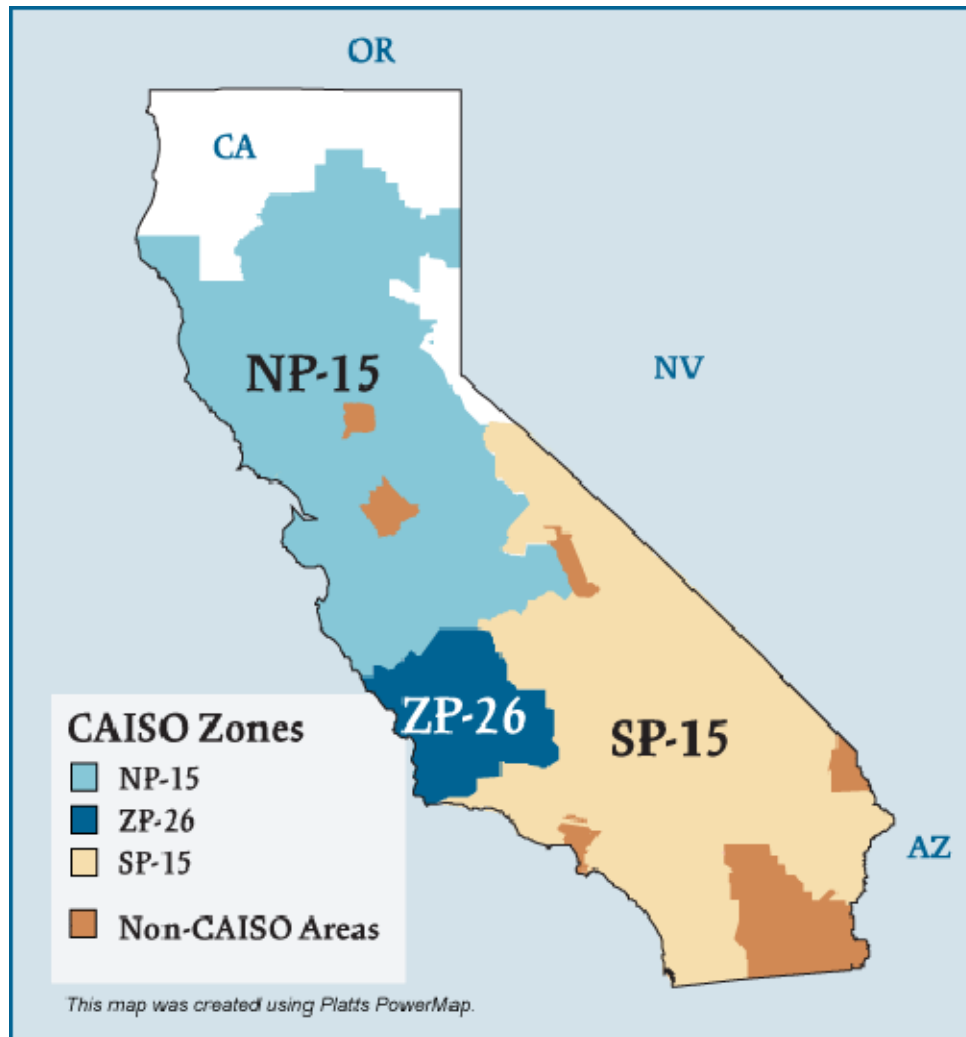 OR
CA
NP-15
NV
ZP-26
SP-15
AZ
CAISO Zones
NP-15
ZP-26
SP-15
Non-CAISO Areas
This map was created using Platts PowerMap.